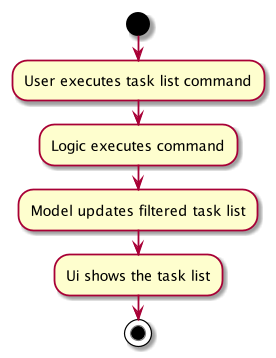 User executes task list command
Logic executes command
Model updates filtered task list
Ui shows the task list